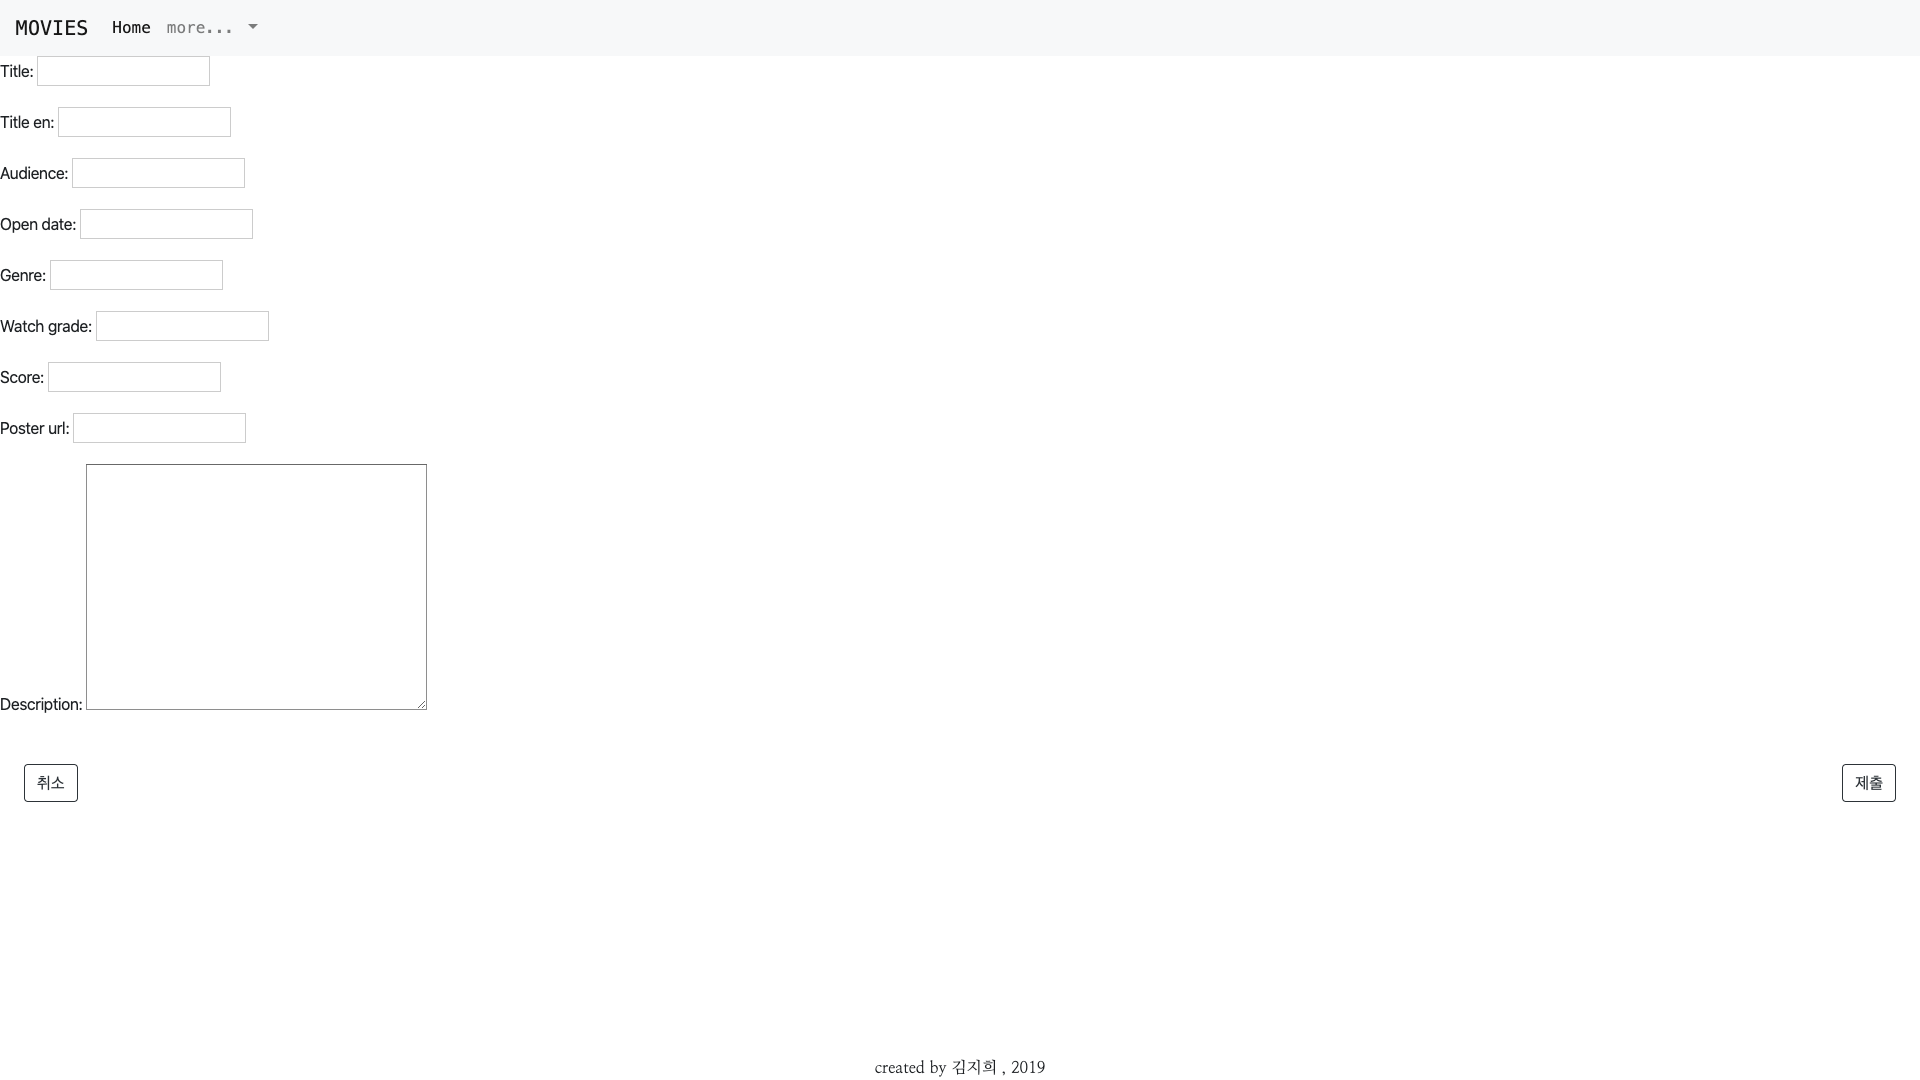 MOVIES Home more...
Title:
Title en:
Audience:
Open date:
Genre:
Watch grade:
Score:
Poster url:
Description:
취소 제출
created by 김지희 , 2019